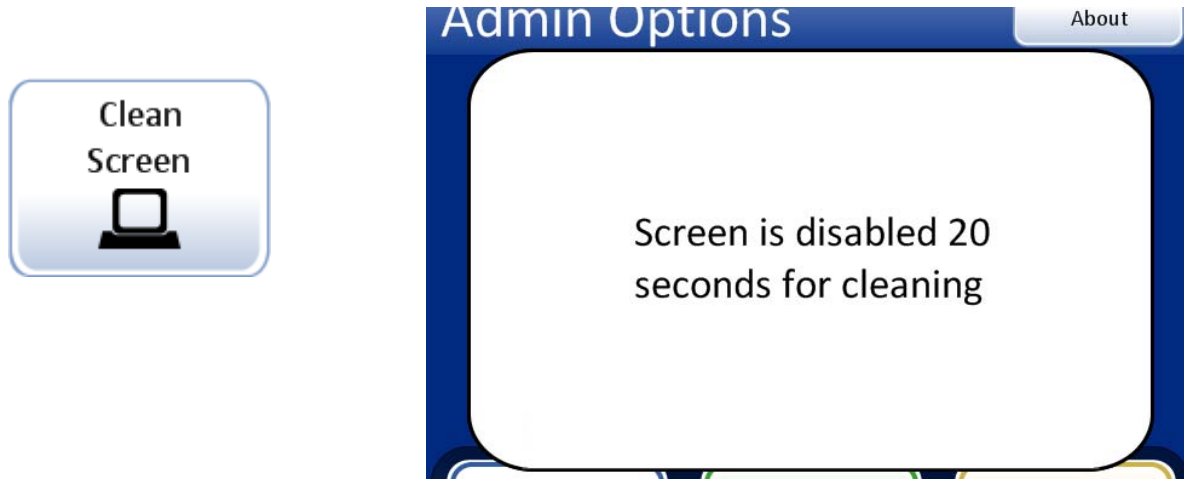 Clean
Screen
Admin Options
About
Screen is disabled 20
seconds for cleaning